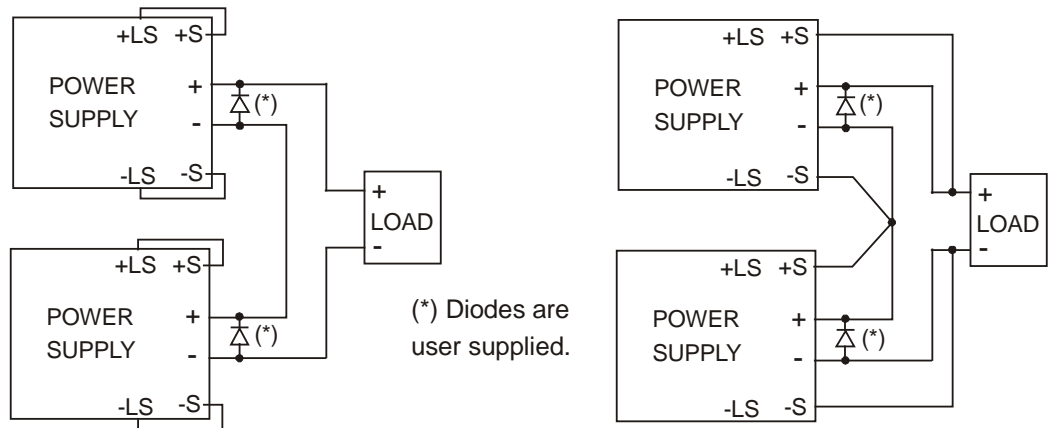 +LS +S
POWER
SUPPLY
+
(*)
-
-LS -S
+LS +S
POWER
SUPPLY
+
(*)
-
-LS -S
+
LOAD
-
(*) Diodes are
user supplied.
+LS +S
POWER
SUPPLY
+
(*)
-
-LS -S
+LS +S
POWER
SUPPLY
+
(*)
-
-LS -S
+
LOAD
-